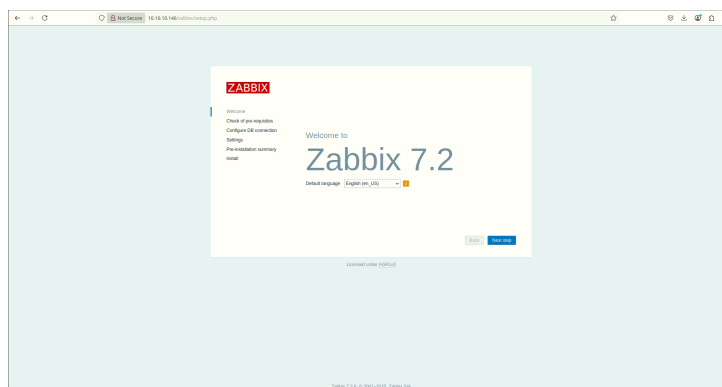 Not Secure 10.10.10.146/zabbix/setup.php
ZABBIX
Welcome
Check of pre-requisites
Configure DB connection
Settings
Pre-installation summary
Install
Welcome to
Zabbix 7.2
Default language English (en_US)
Back Next step
Licensed under AGPLv3